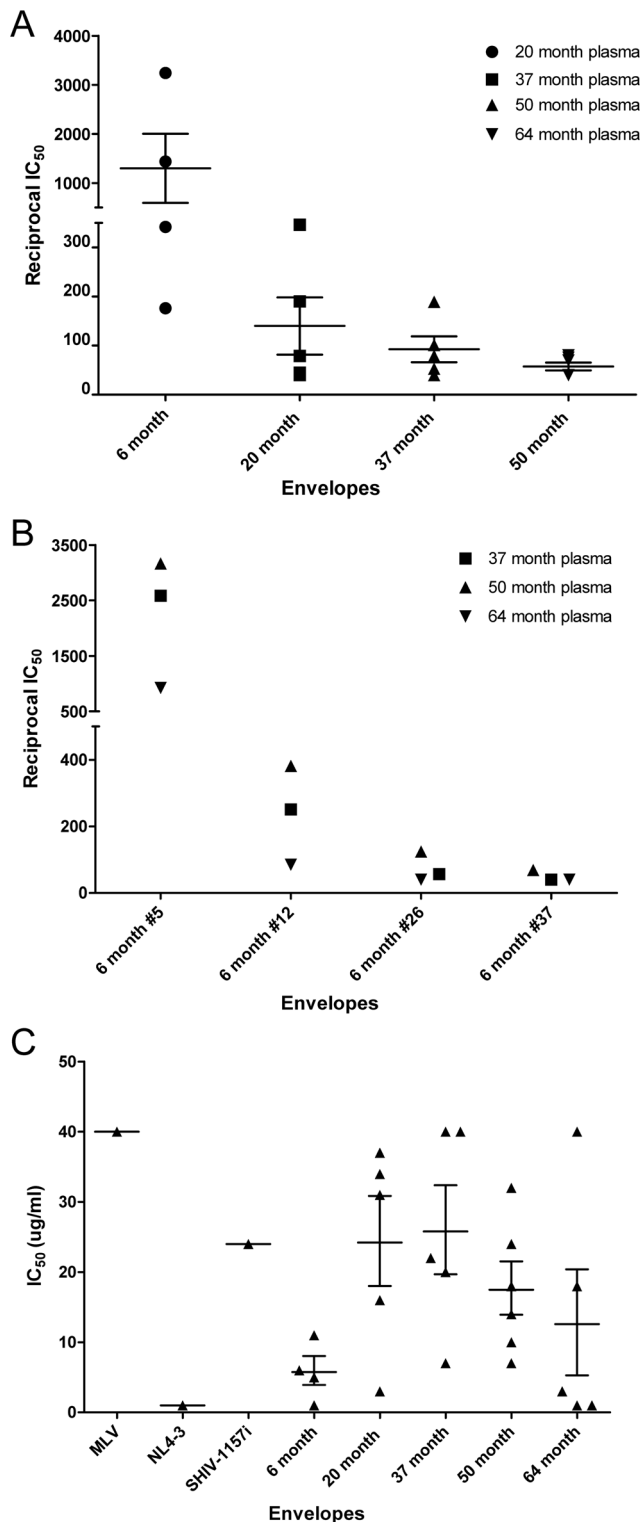 A
4000
3000
2000
1000
300
200
100
0
Reciprocal IC50
20 month plasma
37 month plasma
50 month plasma
64 month plasma
6 month
20 month
37 month
50 month
Envelopes
B
3500
2500
1500
500
400
200
0
Reciprocal IC50
37 month plasma
50 month plasma
64 month plasma
6 month #5
6 month #12
6 month #26
6 month #37
Envelopes
C
50
40
30
20
10
0
IC50 (ug/ml)
MLV
NL4-3
SHIV-1157i
6 month
20 month
37 month
50 month
64 month
Envelopes